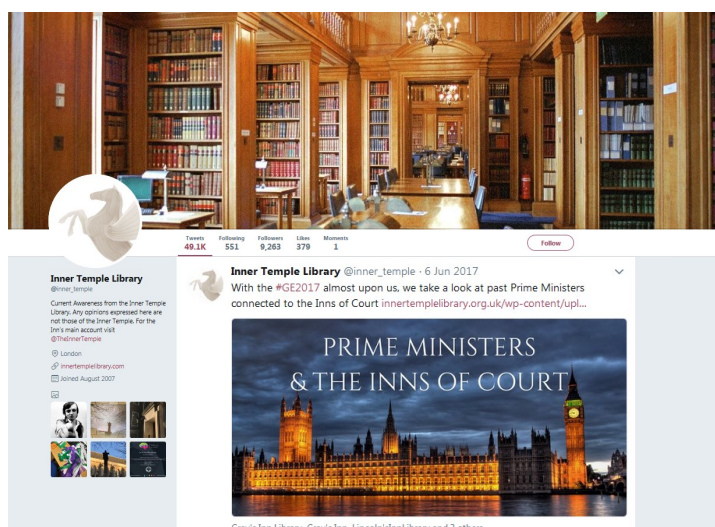 Tweets Following Followers Likes Moments
49.1K 551 9,263 379 1
Follow
Inner Temple Library
@inner_temple
Current Awareness from the Inner Temple
Library. Any opinions expressed here are
not those of the Inner Temple. For the
Inn's main account visit
@TheInnerTemple
London
innertemplelibrary.com
Joined August 2007
Inner Temple Library @inner_temple · 6 Jun 2017
With the #GE2017 almost upon us, we take a look at past Prime Ministers
connected to the Inns of Court innertemplelibrary.org.uk/wp-content/upl...
PRIME MINISTERS
& THE INNS OF COURT